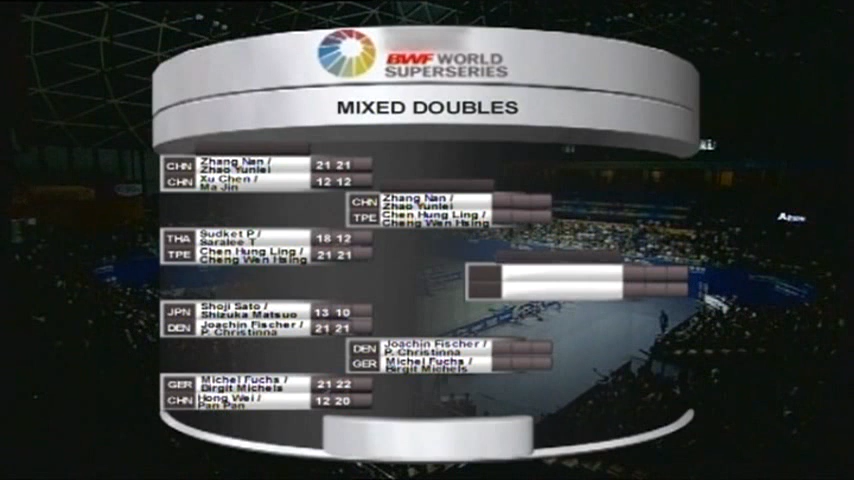 BWF WORLD
SUPERSERIES
MIXED DOUBLES
CHN Zhang Nan / Zhao Yunlei 21 21
CHN Xu Chen / Ma Jin 12 12
CHN Zhang Nan / Zhao Yunlei
TPE Chen Hung Ling / Cheng Wen Hsing
THA Sudket P / Saralee T 18 12
TPE Chen Hung Ling / Cheng Wen Hsing 21 21
JPN Shoji Sato / Shizuka Matsuo 13 10
DEN Joachin Fischer / P. Christinna 21 21
DEN Joachin Fischer / P. Christinna
GER Michel Fuchs / Birgit Michels
GER Michel Fuchs / Birgit Michels 21 22
CHN Hong Wei / Pan Pan 12 20